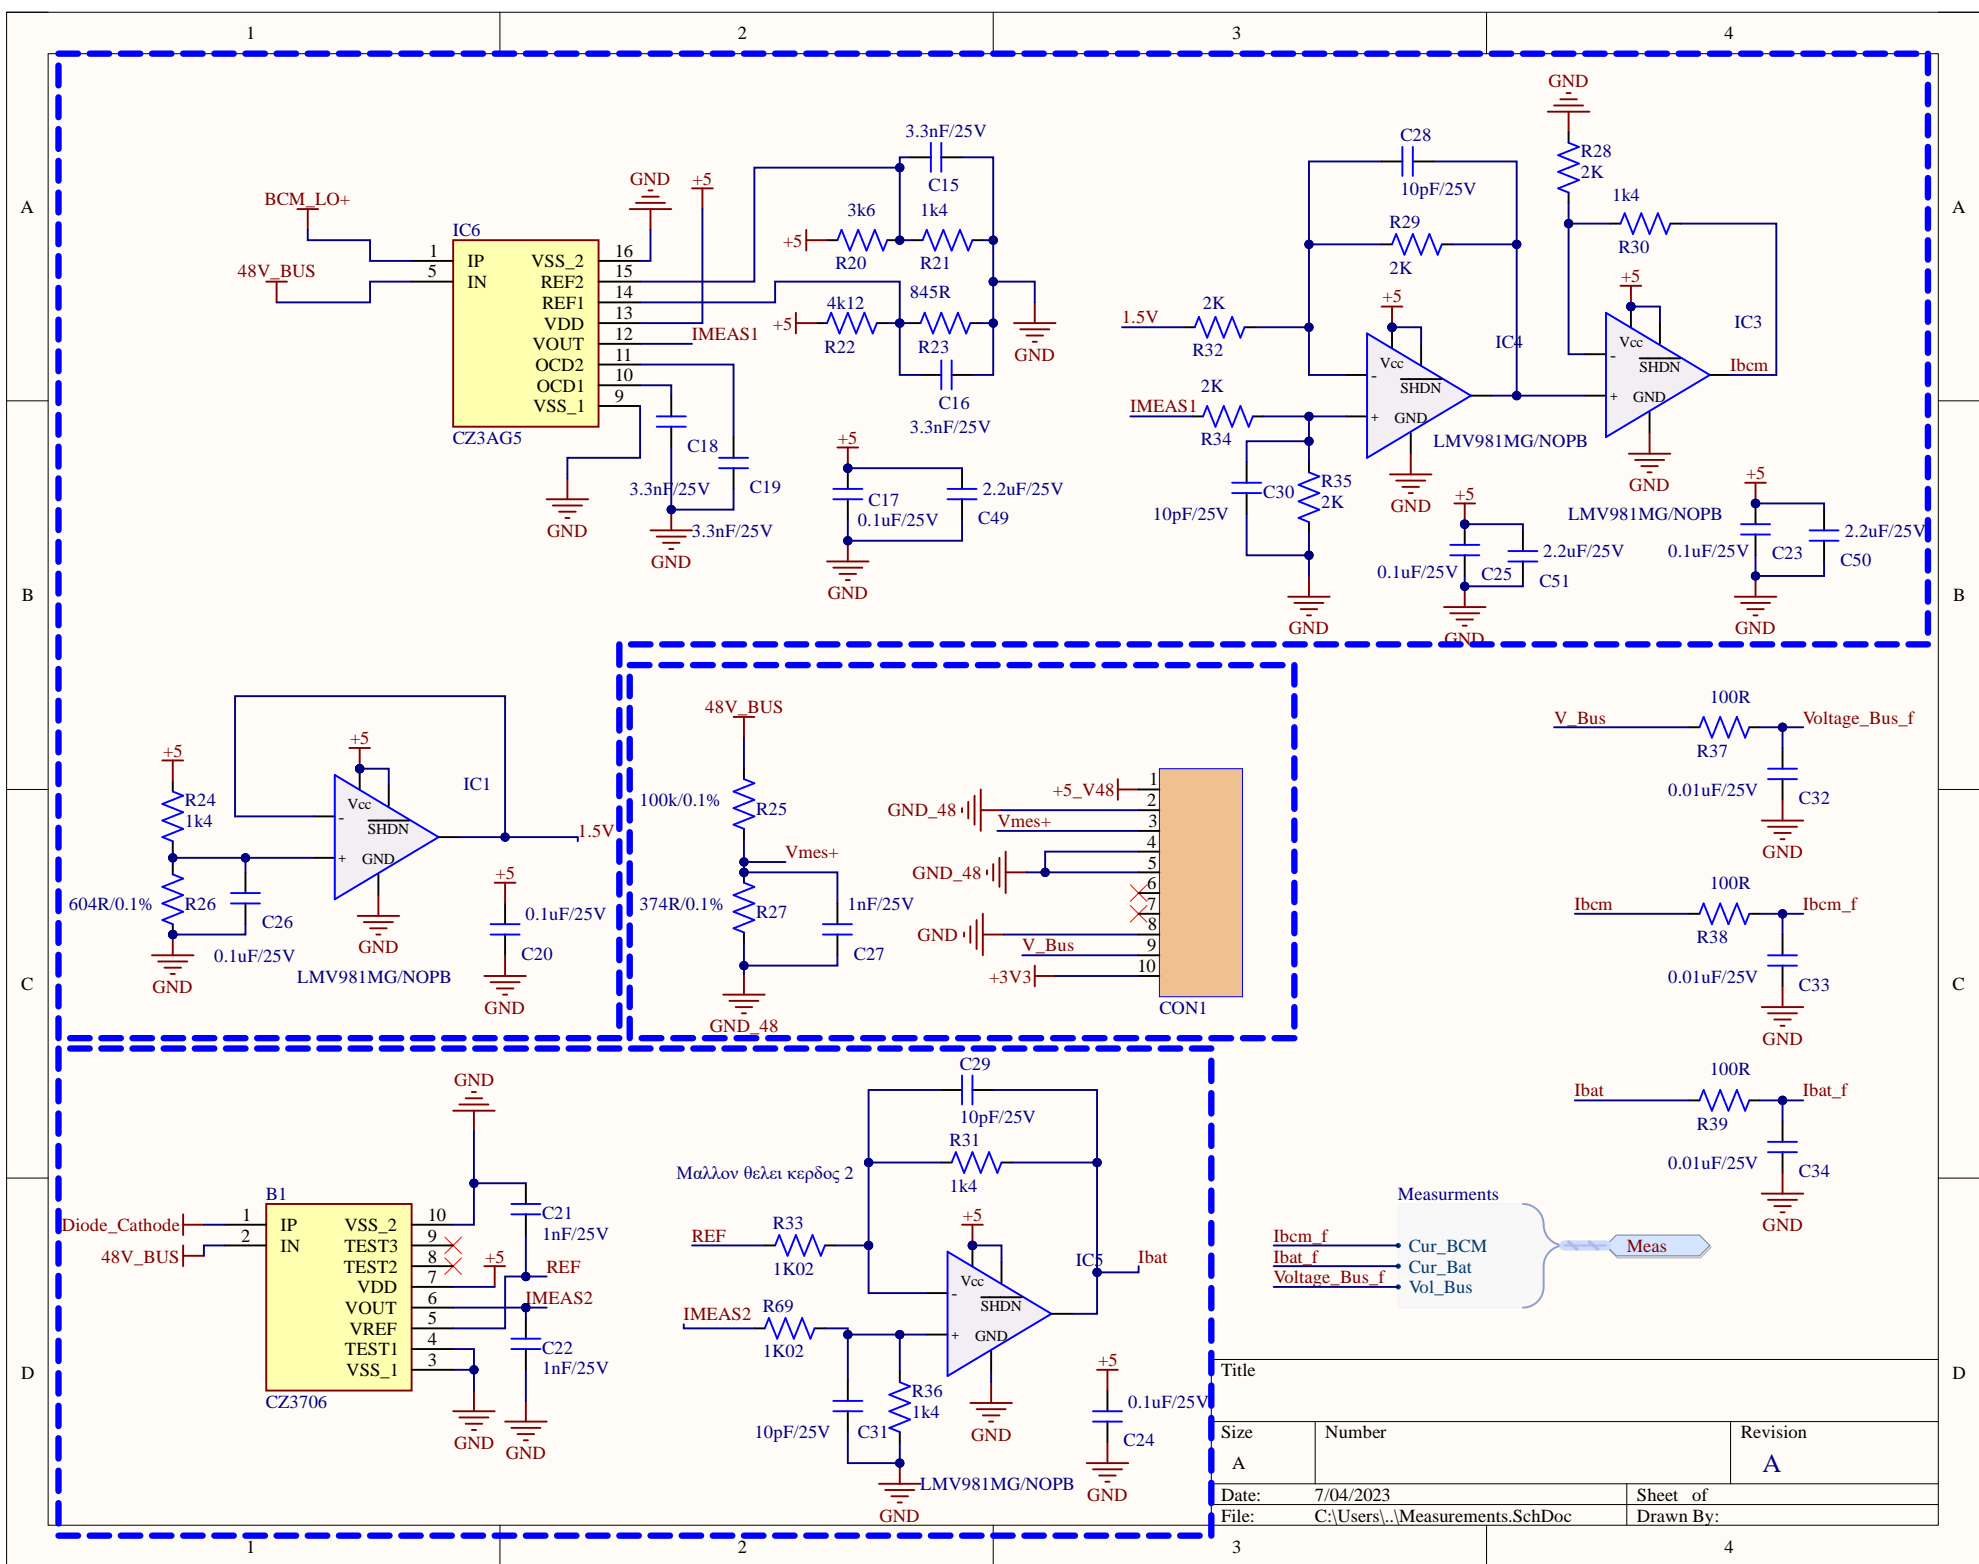 1 2 3 4
A A
B B
C C
D D
1 2 3 4
BCM_LO+
48V_BUS
IC6
1 IP
5 IN
VSS_2 16
REF2 15
REF1 14
VDD 13
VOUT 12
OCD2 11
OCD1 10
VSS_1 9
CZ3AG5
GND
+5
IMEAS1
3.3nF/25V
C15
3k6 1k4
+5
R20 R21
4k12 845R
+5
R22 R23
C16
3.3nF/25V
GND
C18
3.3nF/25V
C19
3.3nF/25V
GND
GND
+5
C17
0.1uF/25V
2.2uF/25V
C49
GND
C28
10pF/25V
R29
2K
1.5V
2K
R32
IMEAS1
2K
R34
C30
10pF/25V
R35
2K
GND
+5
Vcc
-
SHDN
+
GND
IC4
LMV981MG/NOPB
GND
GND
R28
2K
1k4
R30
+5
Vcc
-
SHDN
+
GND
IC3
Ibcm
GND
LMV981MG/NOPB
+5
0.1uF/25V
C25
2.2uF/25V
C51
GND
+5
0.1uF/25V
C23
2.2uF/25V
C50
GND
+5
R24
1k4
604R/0.1%
R26
C26
0.1uF/25V
GND
+5
Vcc
-
SHDN
+
GND
IC1
1.5V
GND
LMV981MG/NOPB
+5
0.1uF/25V
C20
GND
48V_BUS
100k/0.1%
R25
Vmes+
374R/0.1%
R27
1nF/25V
C27
GND_48
+5_V48 1
GND_48 2
Vmes+ 3
4
GND_48 5
6
7
GND 8
V_Bus 9
+3V3 10
CON1
V_Bus
100R
R37
Voltage_Bus_f
0.01uF/25V
C32
GND
Ibcm
100R
R38
Ibcm_f
0.01uF/25V
C33
GND
Ibat
100R
R39
Ibat_f
0.01uF/25V
C34
GND
GND
B1
Diode_Cathode
48V_BUS
1 IP
2 IN
VSS_2 10
TEST3 9
TEST2 8
VDD 7
VOUT 6
VREF 5
TEST1 4
VSS_1 3
CZ3706
C21
1nF/25V
+5
REF
IMEAS2
C22
1nF/25V
GND
GND
Μαλλον θελει κερδος 2
C29
10pF/25V
R31
1k4
REF
R33
1K02
IMEAS2
R69
1K02
10pF/25V
C31
R36
1k4
GND
+5
Vcc
-
SHDN
+
GND
IC5
Ibat
GND
LMV981MG/NOPB
+5
0.1uF/25V
C24
GND
Measurments
Ibcm_f Cur_BCM
Ibat_f Cur_Bat
Voltage_Bus_f Vol_Bus
Meas
Title
Size Number Revision
A A
Date: 7/04/2023 Sheet of
File: C:\Users\..\Measurements.SchDoc Drawn By: